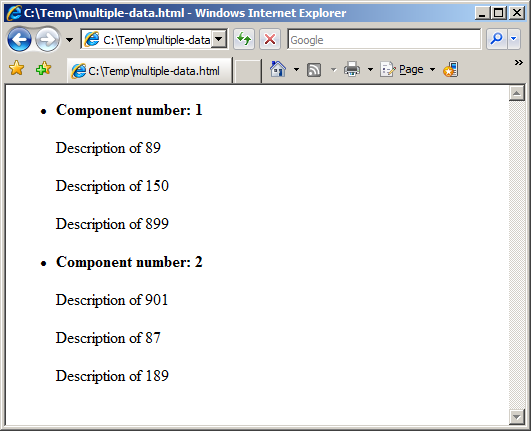 C:\Temp\multiple-data.html - Windows Internet Explorer
C:\Temp\multiple-data.html
Google
C:\Temp\multiple-data.html
Page
Component number: 1
Description of 89
Description of 150
Description of 899
Component number: 2
Description of 901
Description of 87
Description of 189